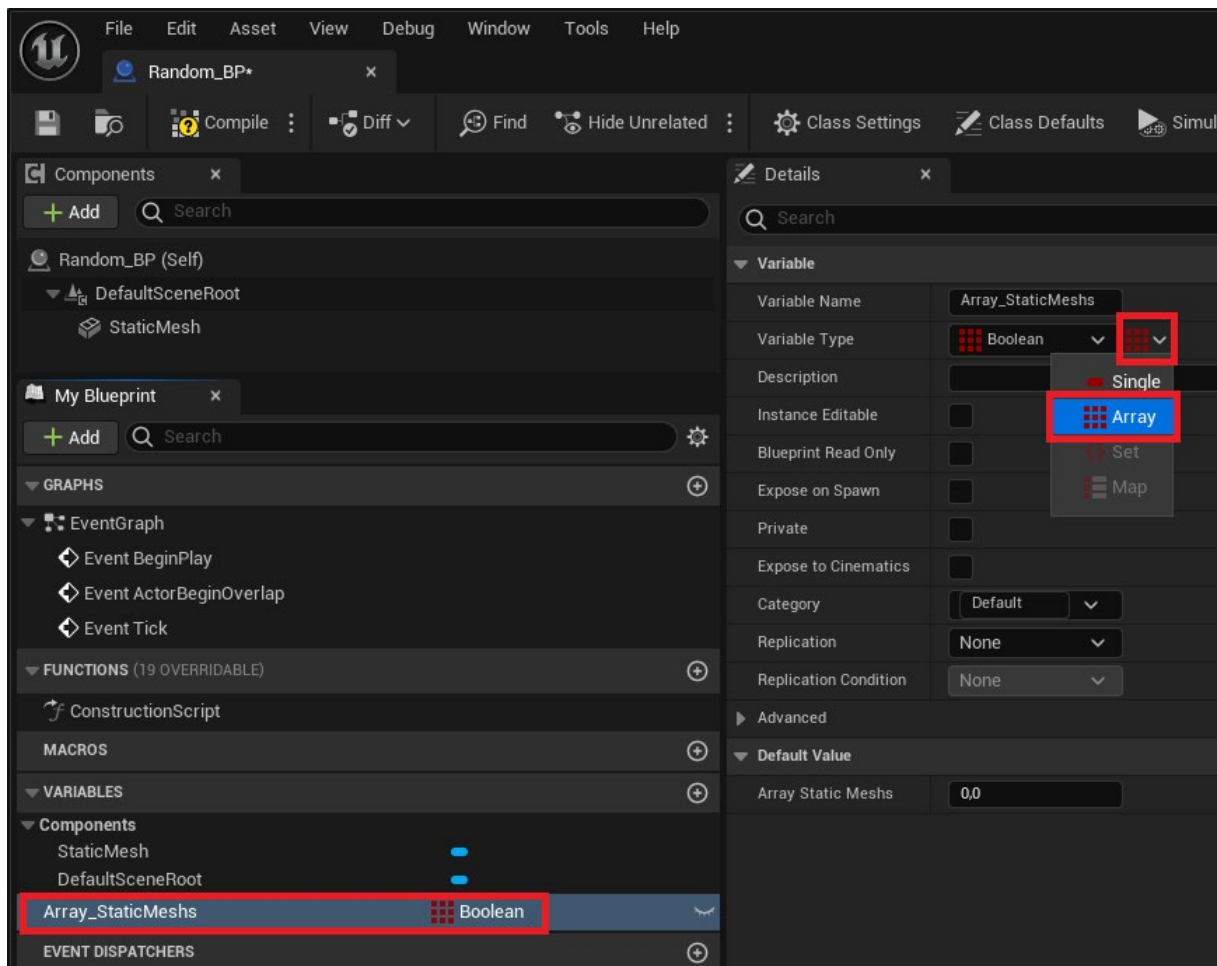 File Edit Asset View Debug Window Tools Help
Random_BP*
Compile Diff Find Hide Unrelated Class Settings Class Defaults Simul
Components
Add Search
Random_BP (Self)
DefaultSceneRoot
StaticMesh
My Blueprint
Add Search
GRAPHS
EventGraph
Event BeginPlay
Event ActorBeginOverlap
Event Tick
FUNCTIONS (19 OVERRIDABLE)
ConstructionScript
MACROS
VARIABLES
Components
StaticMesh
DefaultSceneRoot
Array_StaticMeshs Boolean
EVENT DISPATCHERS
Details
Search
Variable
Variable Name Array_StaticMeshs
Variable Type Boolean
Description
Single
Array
Set
Map
Instance Editable
Blueprint Read Only
Expose on Spawn
Private
Expose to Cinematics
Category Default
Replication None
Replication Condition None
Advanced
Default Value
Array Static Meshs 0,0